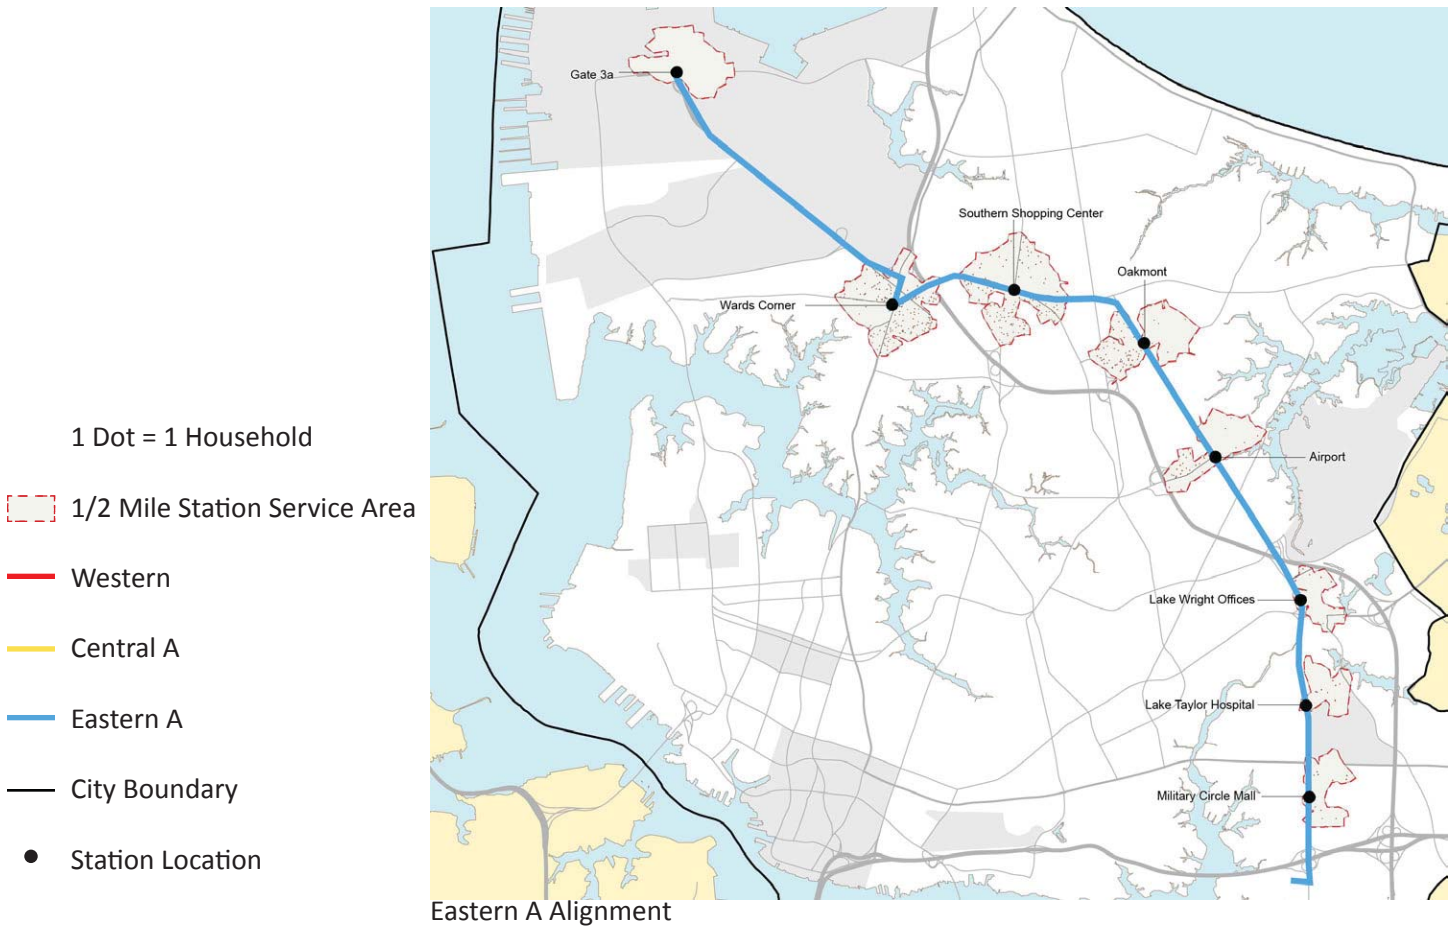 1 Dot = 1 Household
1/2 Mile Station Service Area
Western
Central A
Eastern A
City Boundary
Station Location
Gate 3a
Southern Shopping Center
Oakmont
Wards Corner
Airport
Lake Wright Offices
Lake Taylor Hospital
Military Circle Mall
Eastern A Alignment